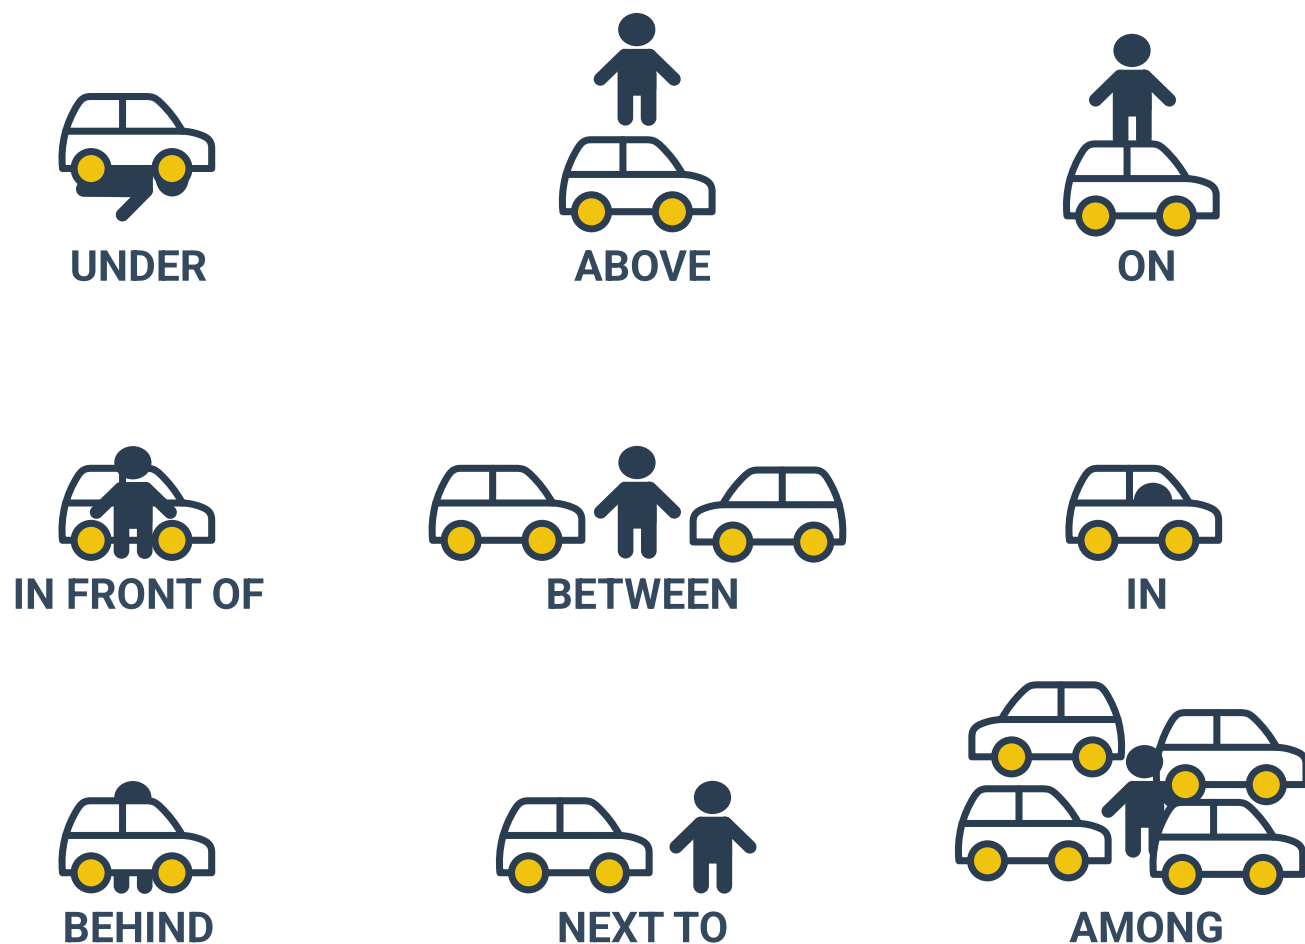 UNDER
ABOVE
ON
IN FRONT OF
BETWEEN
IN
BEHIND
NEXT TO
AMONG